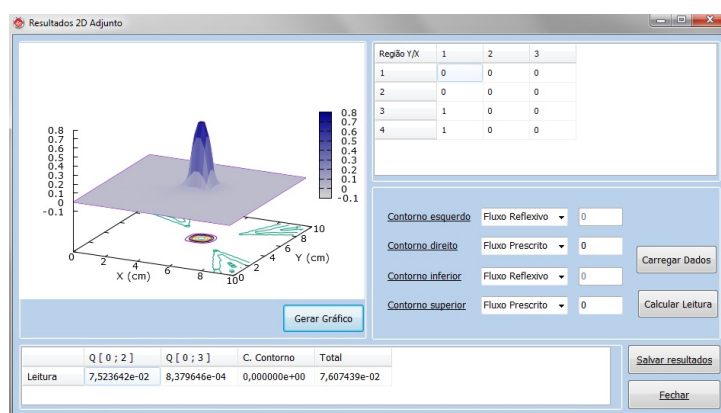 Resultados 2D Adjunto
Região Y/X 1 2 3
1 0 0 0
2 0 0 0
3 1 0 0
4 1 0 0
0.8
0.7
0.6
0.5
0.4
0.3
0.2
0.1
0
-0.1
0.8
0.7
0.6
0.5
0.4
0.3
0.2
0.1
0
-0.1
0 2 4 6 8 10
X (cm)
0 2 4 6 8 10
Y (cm)
Gerar Gráfico
Contorno esquerdo Fluxo Reflexivo 0
Contorno direito Fluxo Prescrito 0
Contorno inferior Fluxo Reflexivo 0
Contorno superior Fluxo Prescrito 0
Carregar Dados
Calcular Leitura
Q [ 0 ; 2 ] Q [ 0 ; 3 ] C. Contorno Total
Leitura 7,523642e-02 8,379646e-04 0,000000e+00 7,607439e-02
Salvar resultados
Fechar